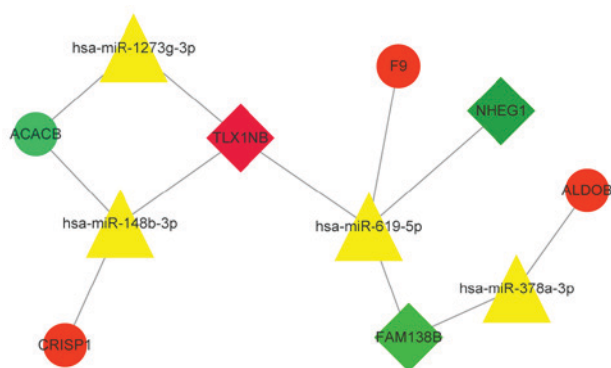 hsa-miR-1273g-3p
F9
NHEG1
ACACB
TLX1NB
ALDOB
hsa-miR-148b-3p
hsa-miR-619-5p
hsa-miR-378a-3p
FAM138B
CRISP1